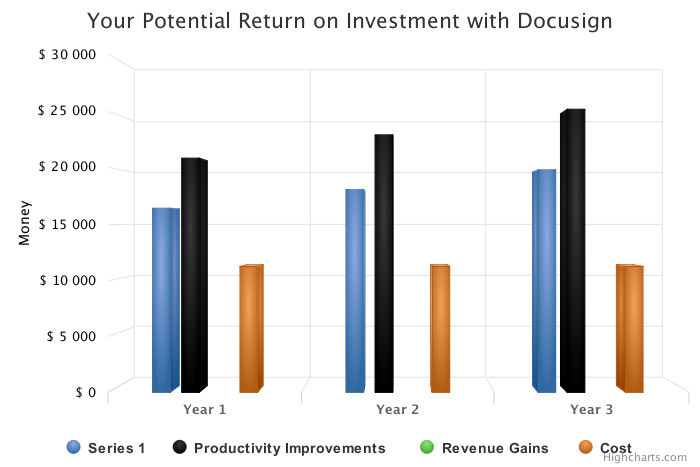 Your Potential Return on Investment with Docusign
$ 30 000
$ 25 000
$ 20 000
$ 15 000
$ 10 000
$ 5 000
$ 0
Money
Year 1 Year 2 Year 3
Series 1 Productivity Improvements Revenue Gains Cost
Highcharts.com